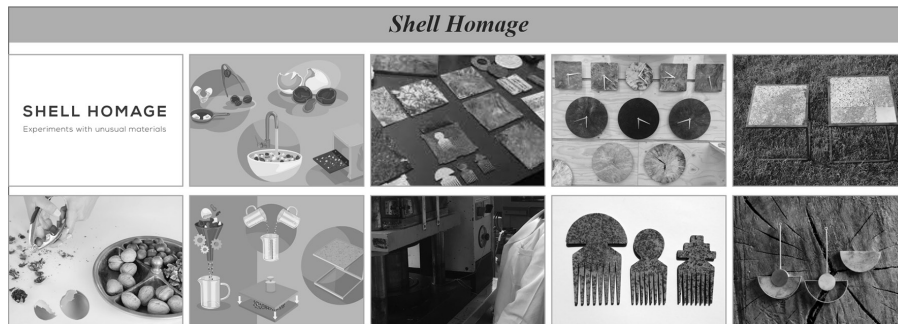 Shell Homage
SHELL HOMAGE
Experiments with unusual materials